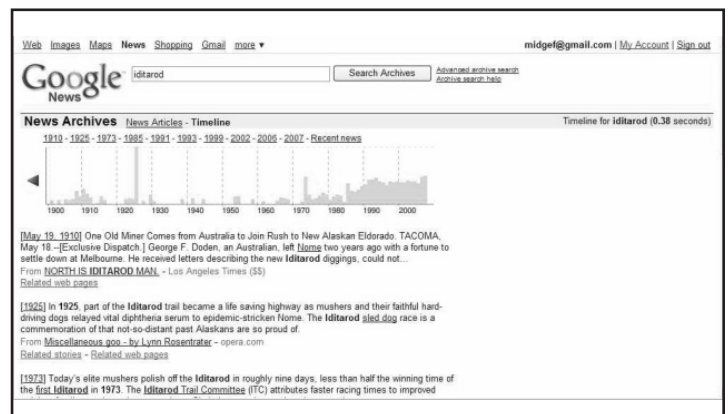 Web Images Maps News Shopping Gmail more ▼ midgef@gmail.com | My Account | Sign out
Google News
iditarod Search Archives Advanced archive search
Archive search help
News Archives News Articles - Timeline Timeline for iditarod (0.38 seconds)
1910 - 1925 - 1973 - 1985 - 1991 - 1993 - 1999 - 2002 - 2006 - 2007 - Recent news
1900 1910 1920 1930 1940 1950 1960 1970 1980 1990 2000
[May 19, 1910] One Old Miner Comes from Australia to Join Rush to New Alaskan Eldorado. TACOMA,
May 18.--[Exclusive Dispatch.] George F. Doden, an Australian, left Nome two years ago with a fortune to
settle down at Melbourne. He received letters describing the new Iditarod diggings, could not...
From NORTH IS IDITAROD MAN. - Los Angeles Times ($$)
Related web pages
[1925] In 1925, part of the Iditarod trail became a life saving highway as mushers and their faithful hard-
driving dogs relayed vital diphtheria serum to epidemic-stricken Nome. The Iditarod sled dog race is a
commemoration of that not-so-distant past Alaskans are so proud of.
From Miscellaneous goo - by Lynn Rosentrater - opera.com
Related stories - Related web pages
[1973] Today's elite mushers polish off the Iditarod in roughly nine days, less than half the winning time of
the first Iditarod in 1973. The Iditarod Trail Committee (ITC) attributes faster racing times to improved